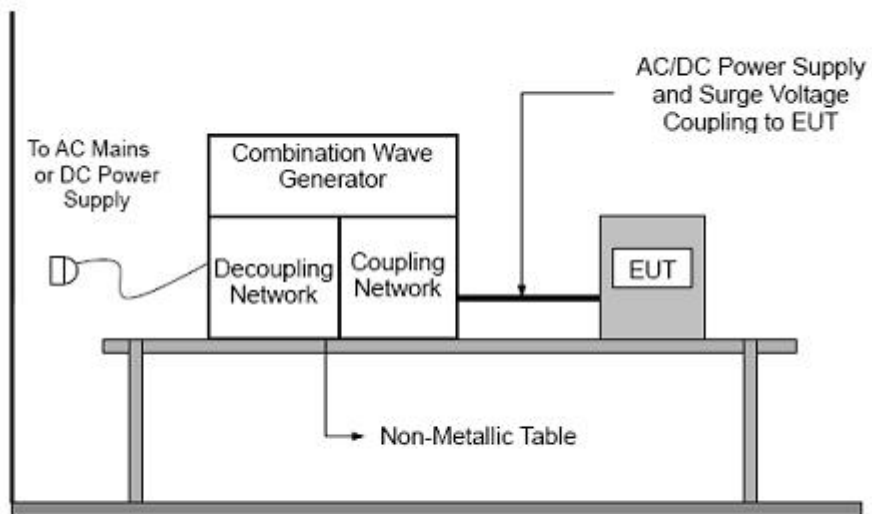 AC/DC Power Supply
and Surge Voltage
Coupling to EUT
To AC Mains
or DC Power
Supply
Combination Wave
Generator
Decoupling
Network
Coupling
Network
EUT
Non-Metallic Table